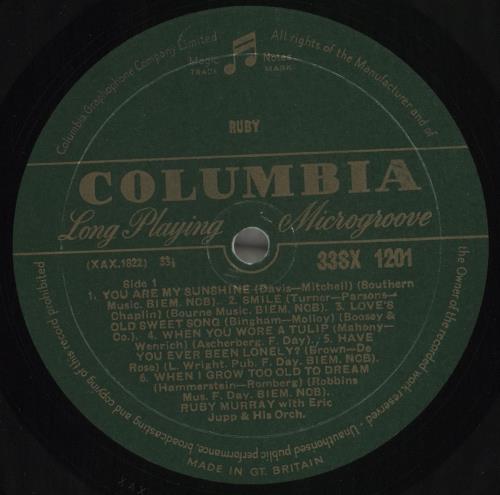 Columbia Graphophone Company Limited
All rights of the Manufacturer and of
Magic Notes
TRADE MARK
RUBY
COLUMBIA
Long Playing Microgroove
(XAX.1822) 33⅓
33SX 1201
Side 1
1. YOU ARE MY SUNSHINE (Davis—Mitchell) (Southern
Music. BIEM. NCB). 2. SMILE (Turner—Parsons—
Chaplin) (Bourne Music. BIEM. NCB). 3. LOVE'S
OLD SWEET SONG (Bingham—Molloy) (Boosey &
Co.). 4. WHEN YOU WORE A TULIP (Mahony—
Wenrich) (Ascherberg. F. Day). 5. HAVE
YOU EVER BEEN LONELY? (Brown—De
Rose) (L. Wright. Pub. F. Day. BIEM. NCB).
6. WHEN I GROW TOO OLD TO DREAM
(Hammerstein—Romberg) (Robbins
Mus. F. Day. BIEM. NCB).
RUBY MURRAY with Eric
Jupp & His Orch.
the Owner of the recorded work reserved - Unauthorised public performance, broadcasting and copying of this record prohibited
MADE IN GT. BRITAIN
XAX